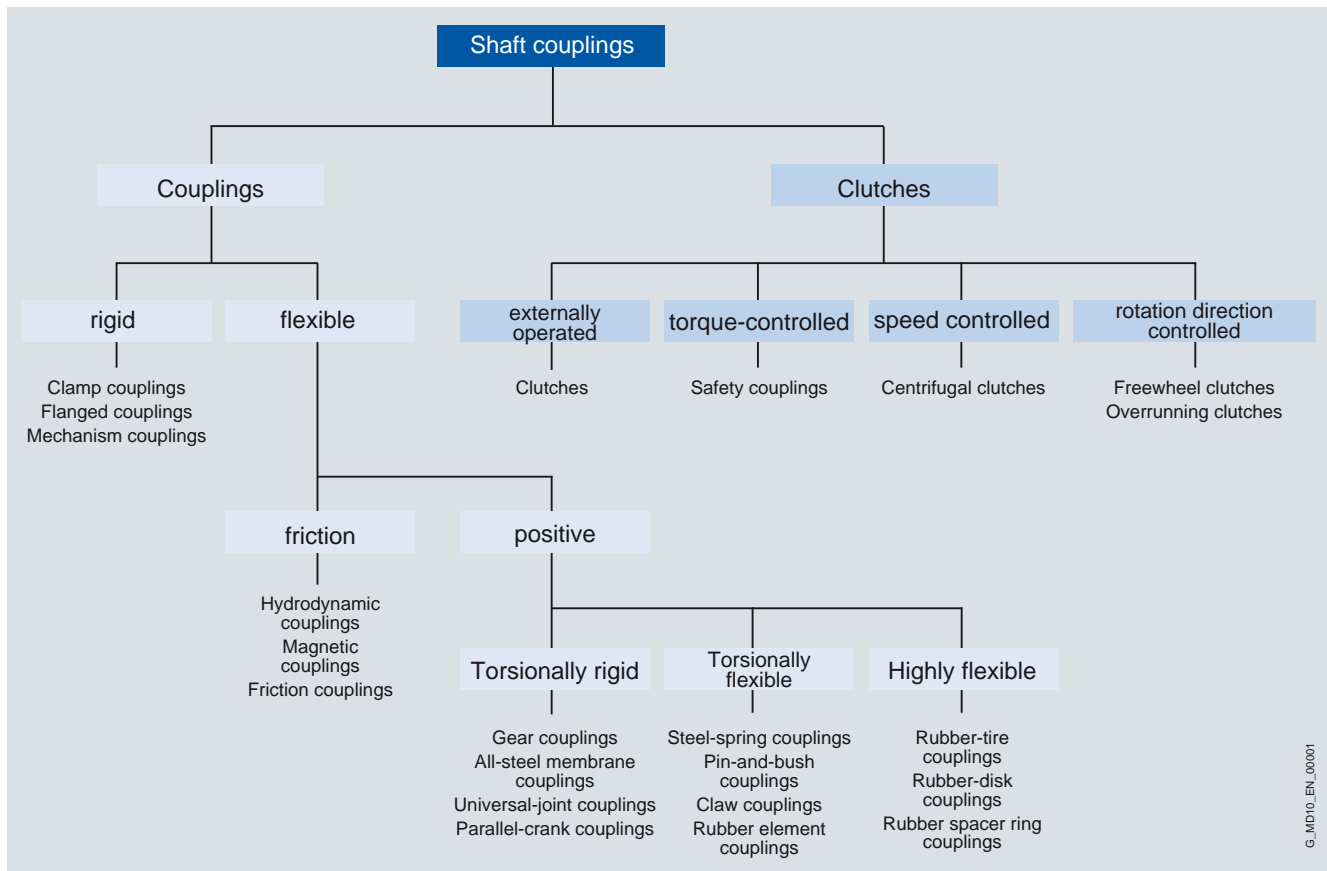 Shaft couplings
Couplings
Clutches
rigid
flexible
externally
operated
torque-controlled
speed controlled
rotation direction
controlled
Clamp couplings
Flanged couplings
Mechanism couplings
Clutches
Safety couplings
Centrifugal clutches
Freewheel clutches
Overrunning clutches
friction
positive
Hydrodynamic
couplings
Magnetic
couplings
Friction couplings
Torsionally rigid
Torsionally
flexible
Highly flexible
Gear couplings
All-steel membrane
couplings
Universal-joint couplings
Parallel-crank couplings
Steel-spring couplings
Pin-and-bush
couplings
Claw couplings
Rubber element
couplings
Rubber-tire
couplings
Rubber-disk
couplings
Rubber spacer ring
couplings
G_MD10_EN_00001